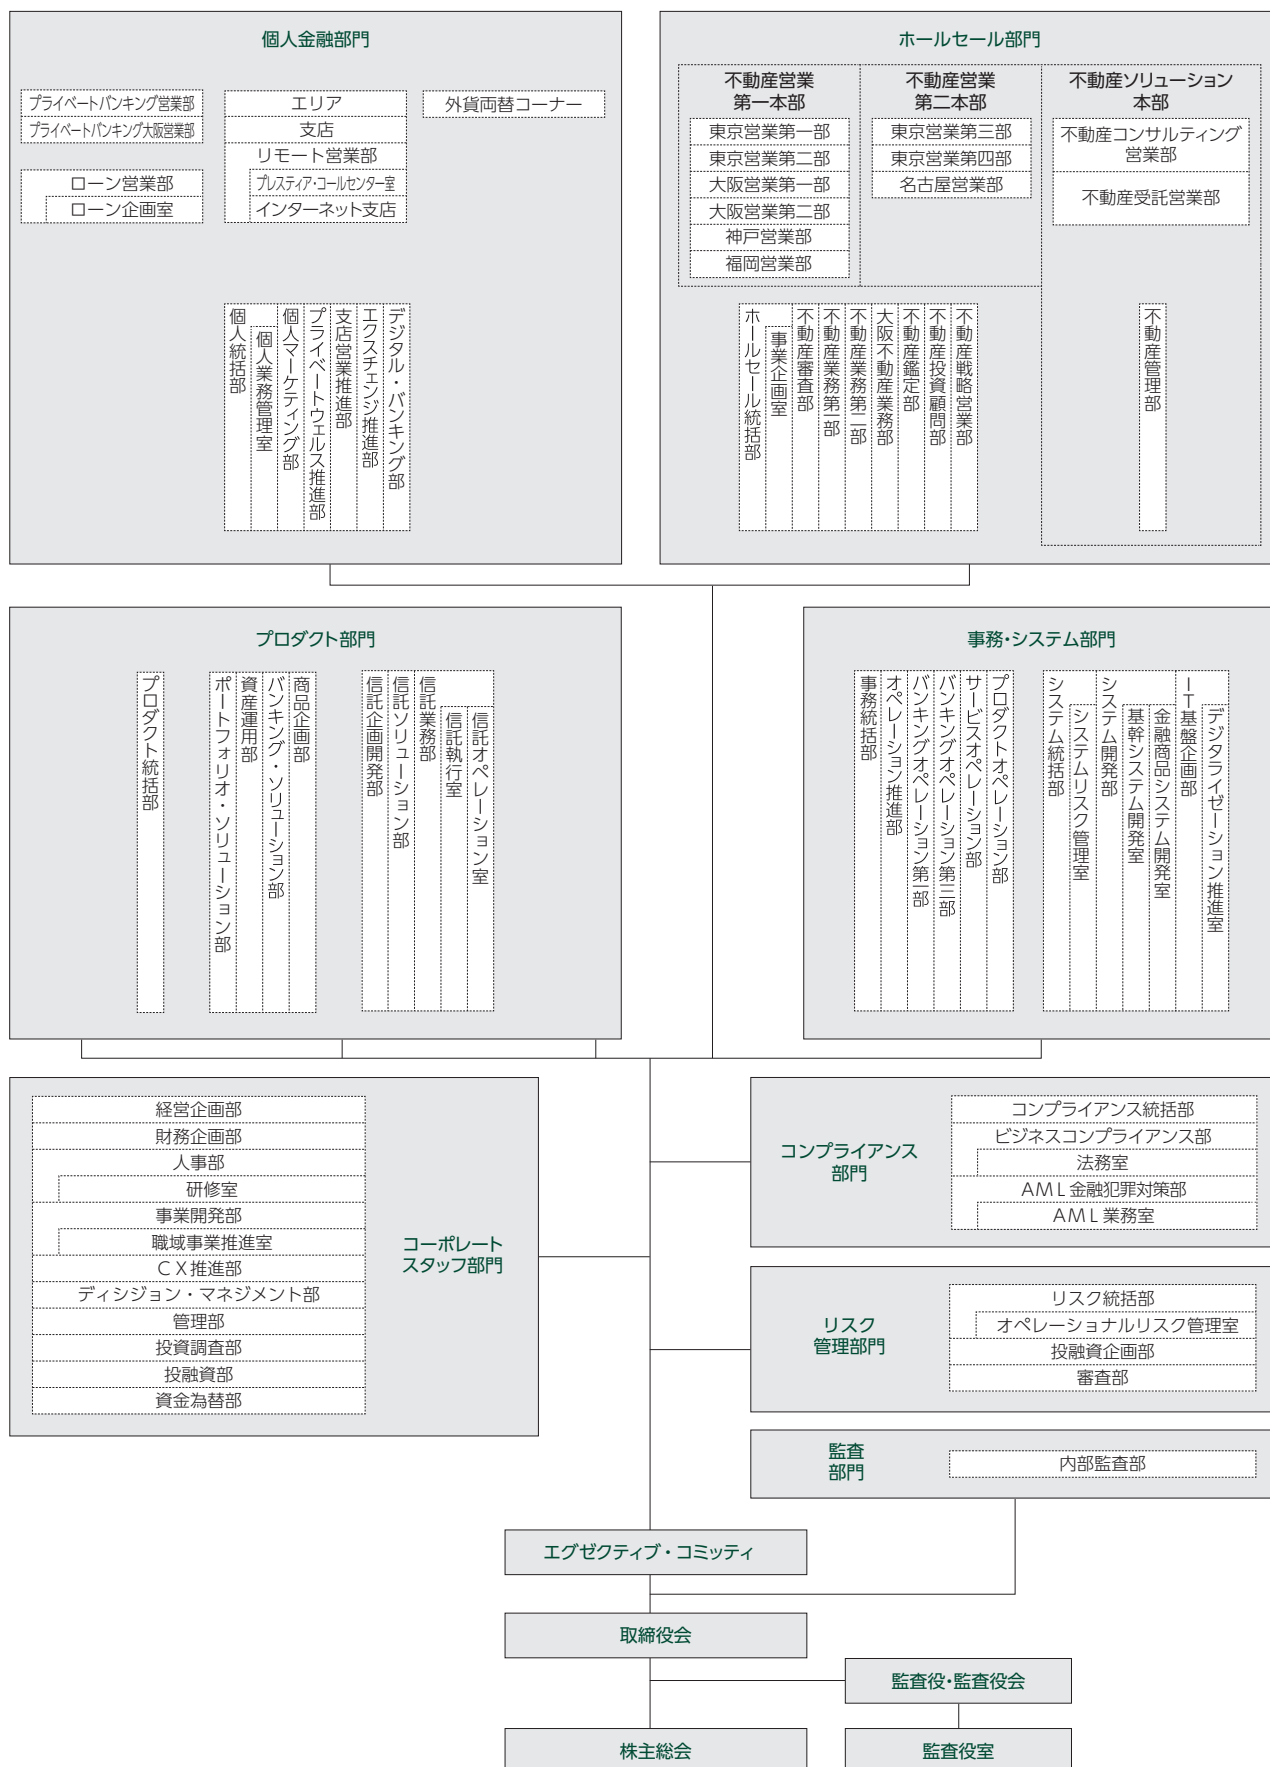 個人金融部門
プライベートバンキング営業部
プライベートバンキング大阪営業部
ローン営業部
ローン企画室
エリア
支店
リモート営業部
プレスティア・コールセンター室
インターネット支店
外貨両替コーナー
個人統括部
個人業務管理室
個人マーケティング部
プライベートウェルス推進部
支店営業推進部
エクスチェンジ推進部
デジタル・バンキング部
ホールセール部門
不動産営業
第一本部
東京営業第一部
東京営業第二部
大阪営業第一部
大阪営業第二部
神戸営業部
福岡営業部
不動産営業
第二本部
東京営業第三部
東京営業第四部
名古屋営業部
不動産ソリューション
本部
不動産コンサルティング
営業部
不動産受託営業部
ホールセール統括部
事業企画室
不動産審査部
不動産業務第一部
不動産業務第二部
大阪不動産業務部
不動産鑑定部
不動産投資顧問部
不動産戦略営業部
不動産管理部
プロダクト部門
プロダクト統括部
ポートフォリオ・ソリューション部
資産運用部
バンキング・ソリューション部
商品企画部
信託企画開発部
信託ソリューション部
信託業務部
信託執行室
信託オペレーション室
事務・システム部門
事務統括部
オペレーション推進部
バンキングオペレーション第一部
バンキングオペレーション第三部
サービスオペレーション部
プロダクトオペレーション部
システム統括部
システムリスク管理室
システム開発部
基幹システム開発室
金融商品システム開発室
IT基盤企画部
デジタライゼーション推進室
経営企画部
財務企画部
人事部
研修室
事業開発部
職域事業推進室
CX推進部
ディシジョン・マネジメント部
管理部
投資調査部
投融資部
資金為替部
コーポレート
スタッフ部門
コンプライアンス
部門
コンプライアンス統括部
ビジネスコンプライアンス部
法務室
AML金融犯罪対策部
AML業務室
リスク
管理部門
リスク統括部
オペレーショナルリスク管理室
投融資企画部
審査部
監査
部門
内部監査部
エグゼクティブ・コミッティ
取締役会
監査役・監査役会
株主総会
監査役室